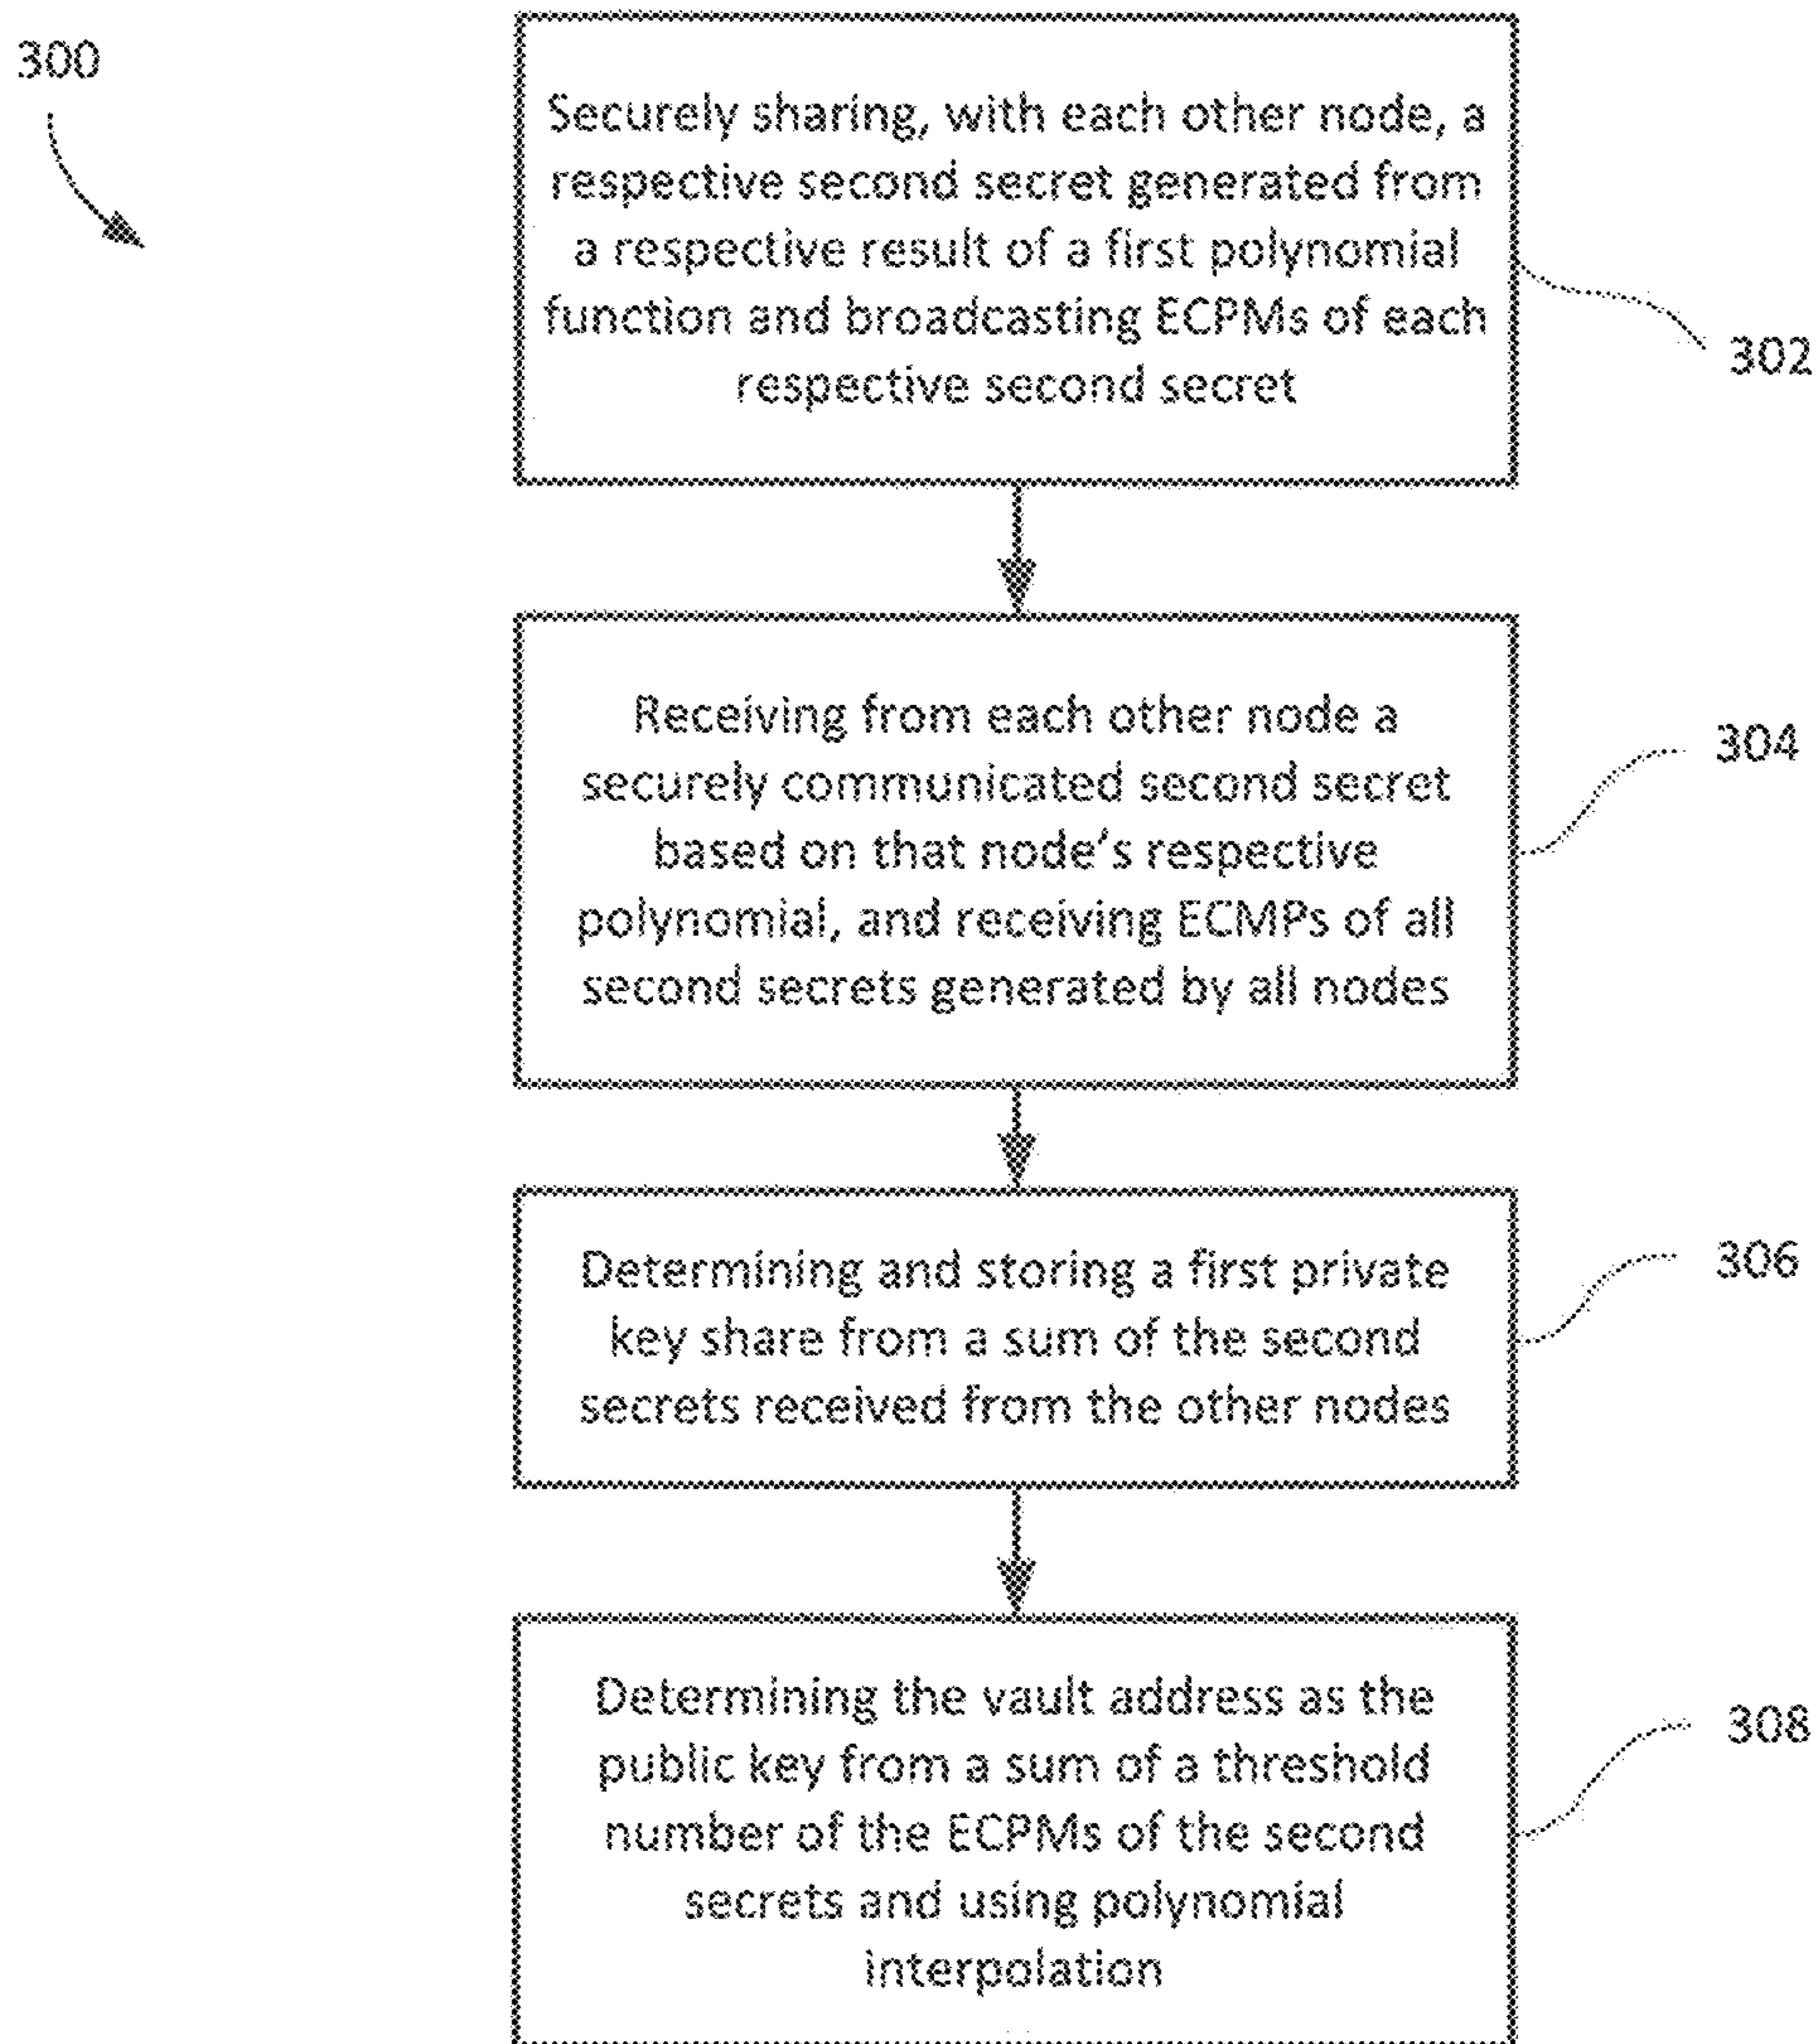 300
Securely sharing, with each other node, a
respective second secret generated from
a respective result of a first polynomial
function and broadcasting ECPMs of each
respective second secret
302
Receiving from each other node a
securely communicated second secret
based on that node's respective
polynomial, and receiving ECMPs of all
second secrets generated by all nodes
304
Determining and storing a first private
key share from a sum of the second
secrets received from the other nodes
306
Determining the vault address as the
public key from a sum of a threshold
number of the ECPMs of the second
secrets and using polynomial
interpolation
308